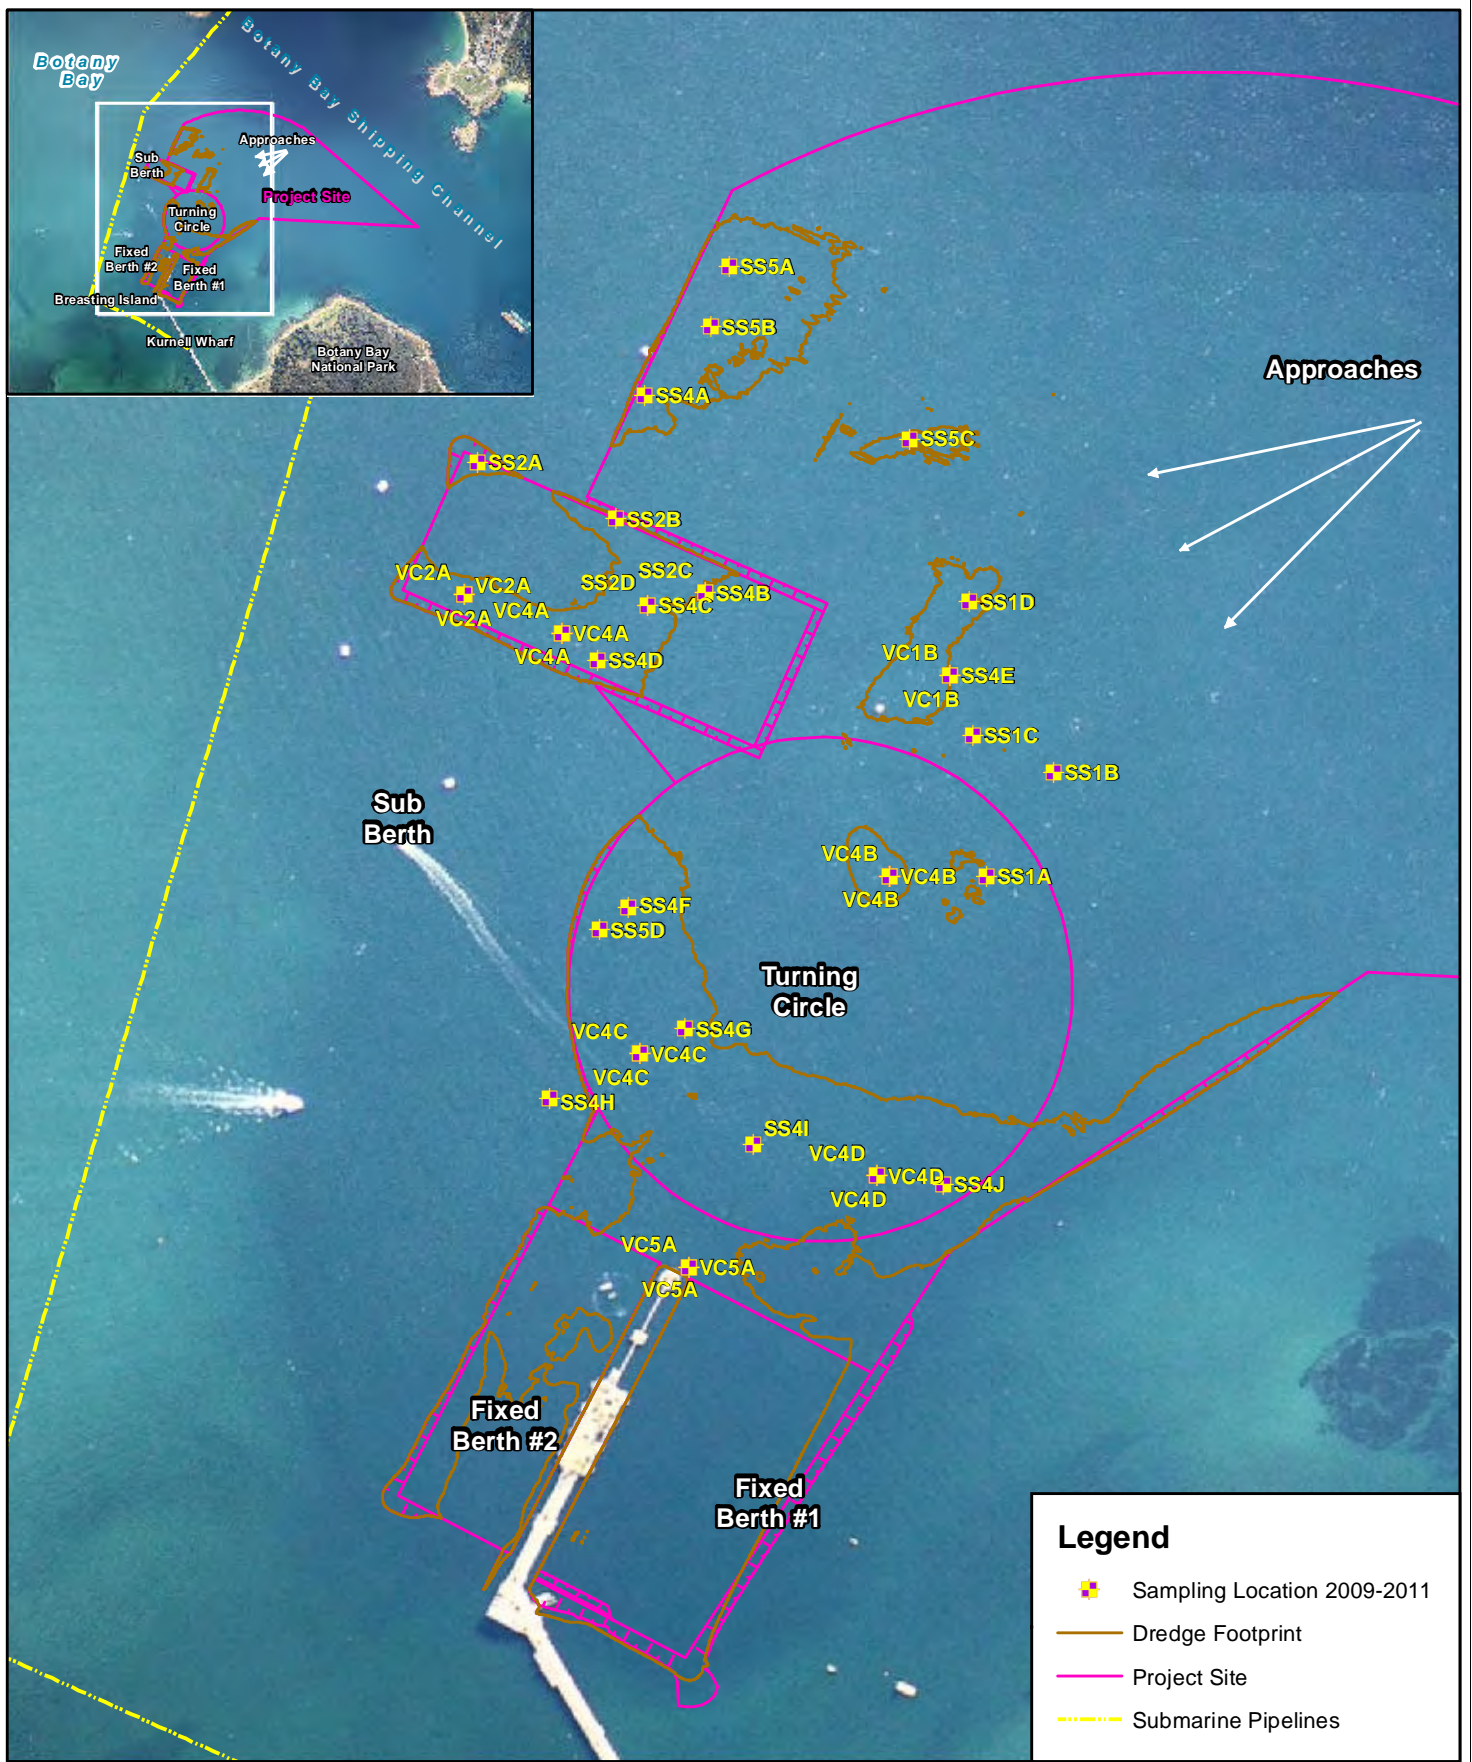 Botany
Bay
Botany Bay Shipping Channel
Approaches
Sub
Berth
Project Site
Turning
Circle
Fixed
Berth #2
Fixed
Berth #1
Breasting Island
Kurnell Wharf
Botany Bay
National Park
SS5A
SS5B
Approaches
SS4A
SS5C
SS2A
SS2B
VC2A
VC2A
VC2A
SS2D
SS2C
SS4B
SS4C
VC4A
VC4A
VC4A
SS4D
SS1D
VC1B
SS4E
VC1B
SS1C
SS1B
Sub
Berth
VC4B
VC4B
VC4B
SS1A
SS4F
SS5D
Turning
Circle
SS4G
VC4C
VC4C
VC4C
SS4H
SS4I
VC4D
VC4D
VC4D
SS4J
VC5A
VC5A
VC5A
Fixed
Berth #2
Fixed
Berth #1
Legend
Sampling Location 2009-2011
Dredge Footprint
Project Site
Submarine Pipelines